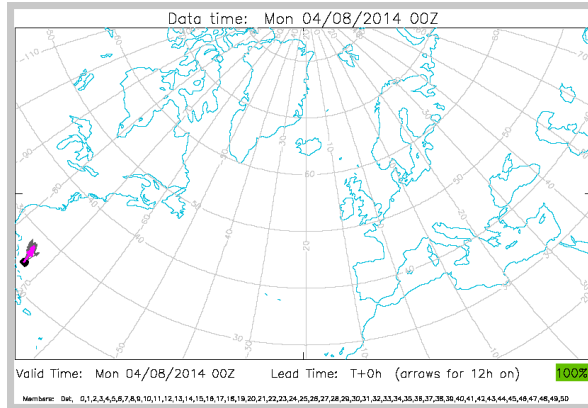 Data time: Mon 04/08/2014 00Z
Valid Time: Mon 04/08/2014 00Z Lead Time: T+0h (arrows for 12h on) 100%
Members: Det, 0,1,2,3,4,5,6,7,8,9,10,11,12,13,14,15,16,17,18,19,20,21,22,23,24,25,26,27,28,29,30,31,32,33,34,35,36,37,38,39,40,41,42,43,44,45,46,47,48,49,50